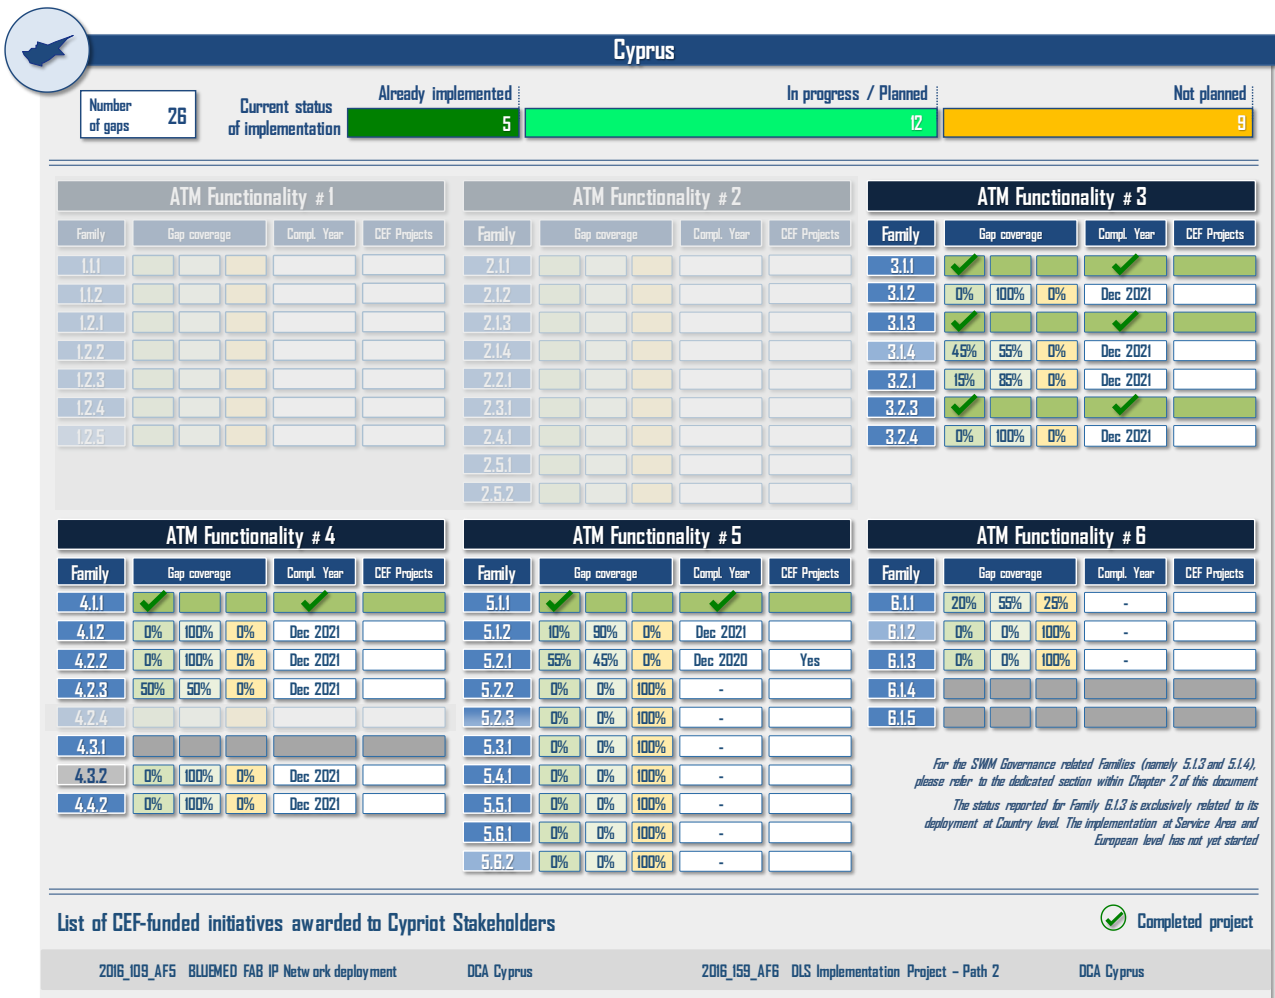 Cyprus
Number of gaps 26
Current status of implementation
Already implemented
In progress / Planned
Not planned
5 12 9
ATM Functionality # 1
Family Gap coverage Compl. Year CEF Projects
1.1.1
1.1.2
1.2.1
1.2.2
1.2.3
1.2.4
1.2.5
ATM Functionality # 2
Family Gap coverage Compl. Year CEF Projects
2.1.1
2.1.2
2.1.3
2.1.4
2.2.1
2.3.1
2.4.1
2.5.1
2.5.2
ATM Functionality # 3
Family Gap coverage Compl. Year CEF Projects
3.1.1
3.1.2 0% 100% 0% Dec 2021
3.1.3
3.1.4 45% 55% 0% Dec 2021
3.2.1 15% 85% 0% Dec 2021
3.2.3
3.2.4 0% 100% 0% Dec 2021
ATM Functionality # 4
Family Gap coverage Compl. Year CEF Projects
4.1.1
4.1.2 0% 100% 0% Dec 2021
4.2.2 0% 100% 0% Dec 2021
4.2.3 50% 50% 0% Dec 2021
4.2.4
4.3.1
4.3.2 0% 100% 0% Dec 2021
4.4.2 0% 100% 0% Dec 2021
ATM Functionality # 5
Family Gap coverage Compl. Year CEF Projects
5.1.1
5.1.2 10% 90% 0% Dec 2021
5.2.1 55% 45% 0% Dec 2020 Yes
5.2.2 0% 0% 100% -
5.2.3 0% 0% 100% -
5.3.1 0% 0% 100% -
5.4.1 0% 0% 100% -
5.5.1 0% 0% 100% -
5.6.1 0% 0% 100% -
5.6.2 0% 0% 100% -
ATM Functionality # 6
Family Gap coverage Compl. Year CEF Projects
6.1.1 20% 55% 25% -
6.1.2 0% 0% 100% -
6.1.3 0% 0% 100% -
6.1.4
6.1.5
For the SWIM Governance related Families (namely 5.1.3 and 5.1.4),
please refer to the dedicated section within Chapter 2 of this document
The status reported for Family 6.1.3 is exclusively related to its
deployment at Country level. The implementation at Service Area and
European level has not yet started
List of CEF-funded initiatives awarded to Cypriot Stakeholders
Completed project
2016_109_AF5 BLUEMED FAB IP Network deployment DCA Cyprus
2016_159_AF6 DLS Implementation Project - Path 2 DCA Cyprus